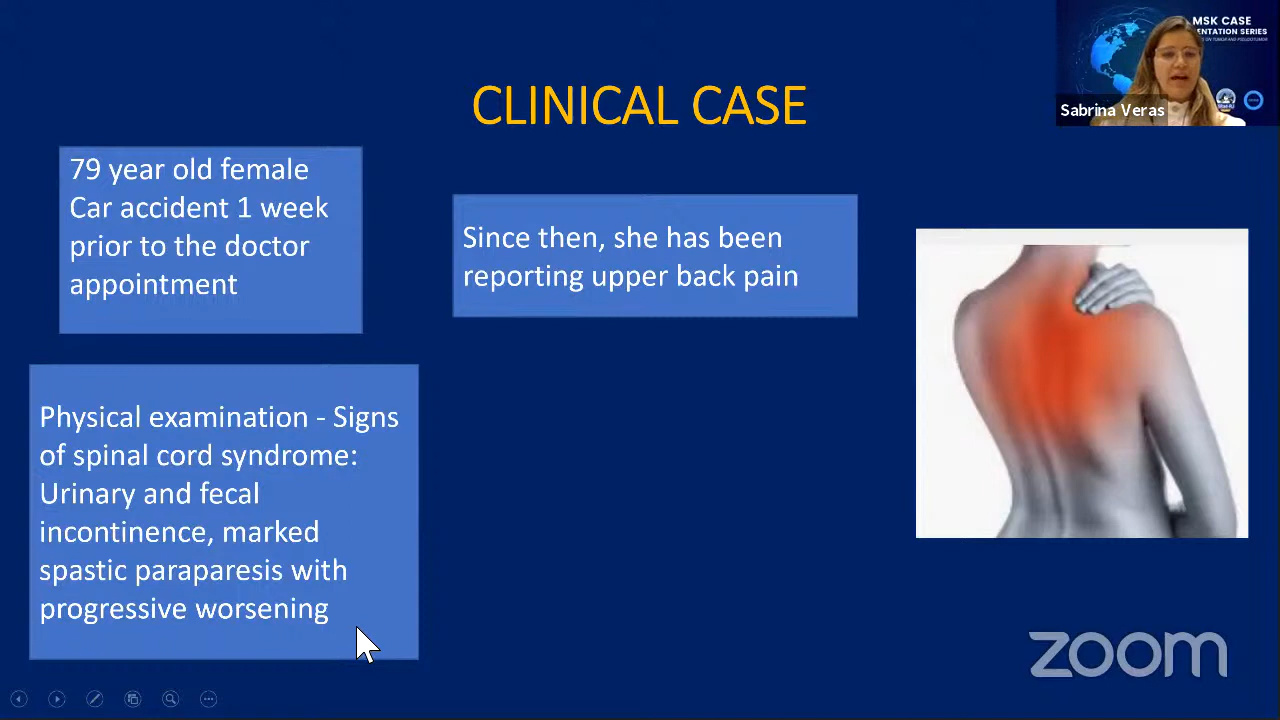 MSK CASE
ENTATION SERIES
Sabrina Veras
CLINICAL CASE
79 year old female
Car accident 1 week
prior to the doctor
appointment
Since then, she has been
reporting upper back pain
Physical examination - Signs
of spinal cord syndrome:
Urinary and fecal
incontinence, marked
spastic paraparesis with
progressive worsening
zoom